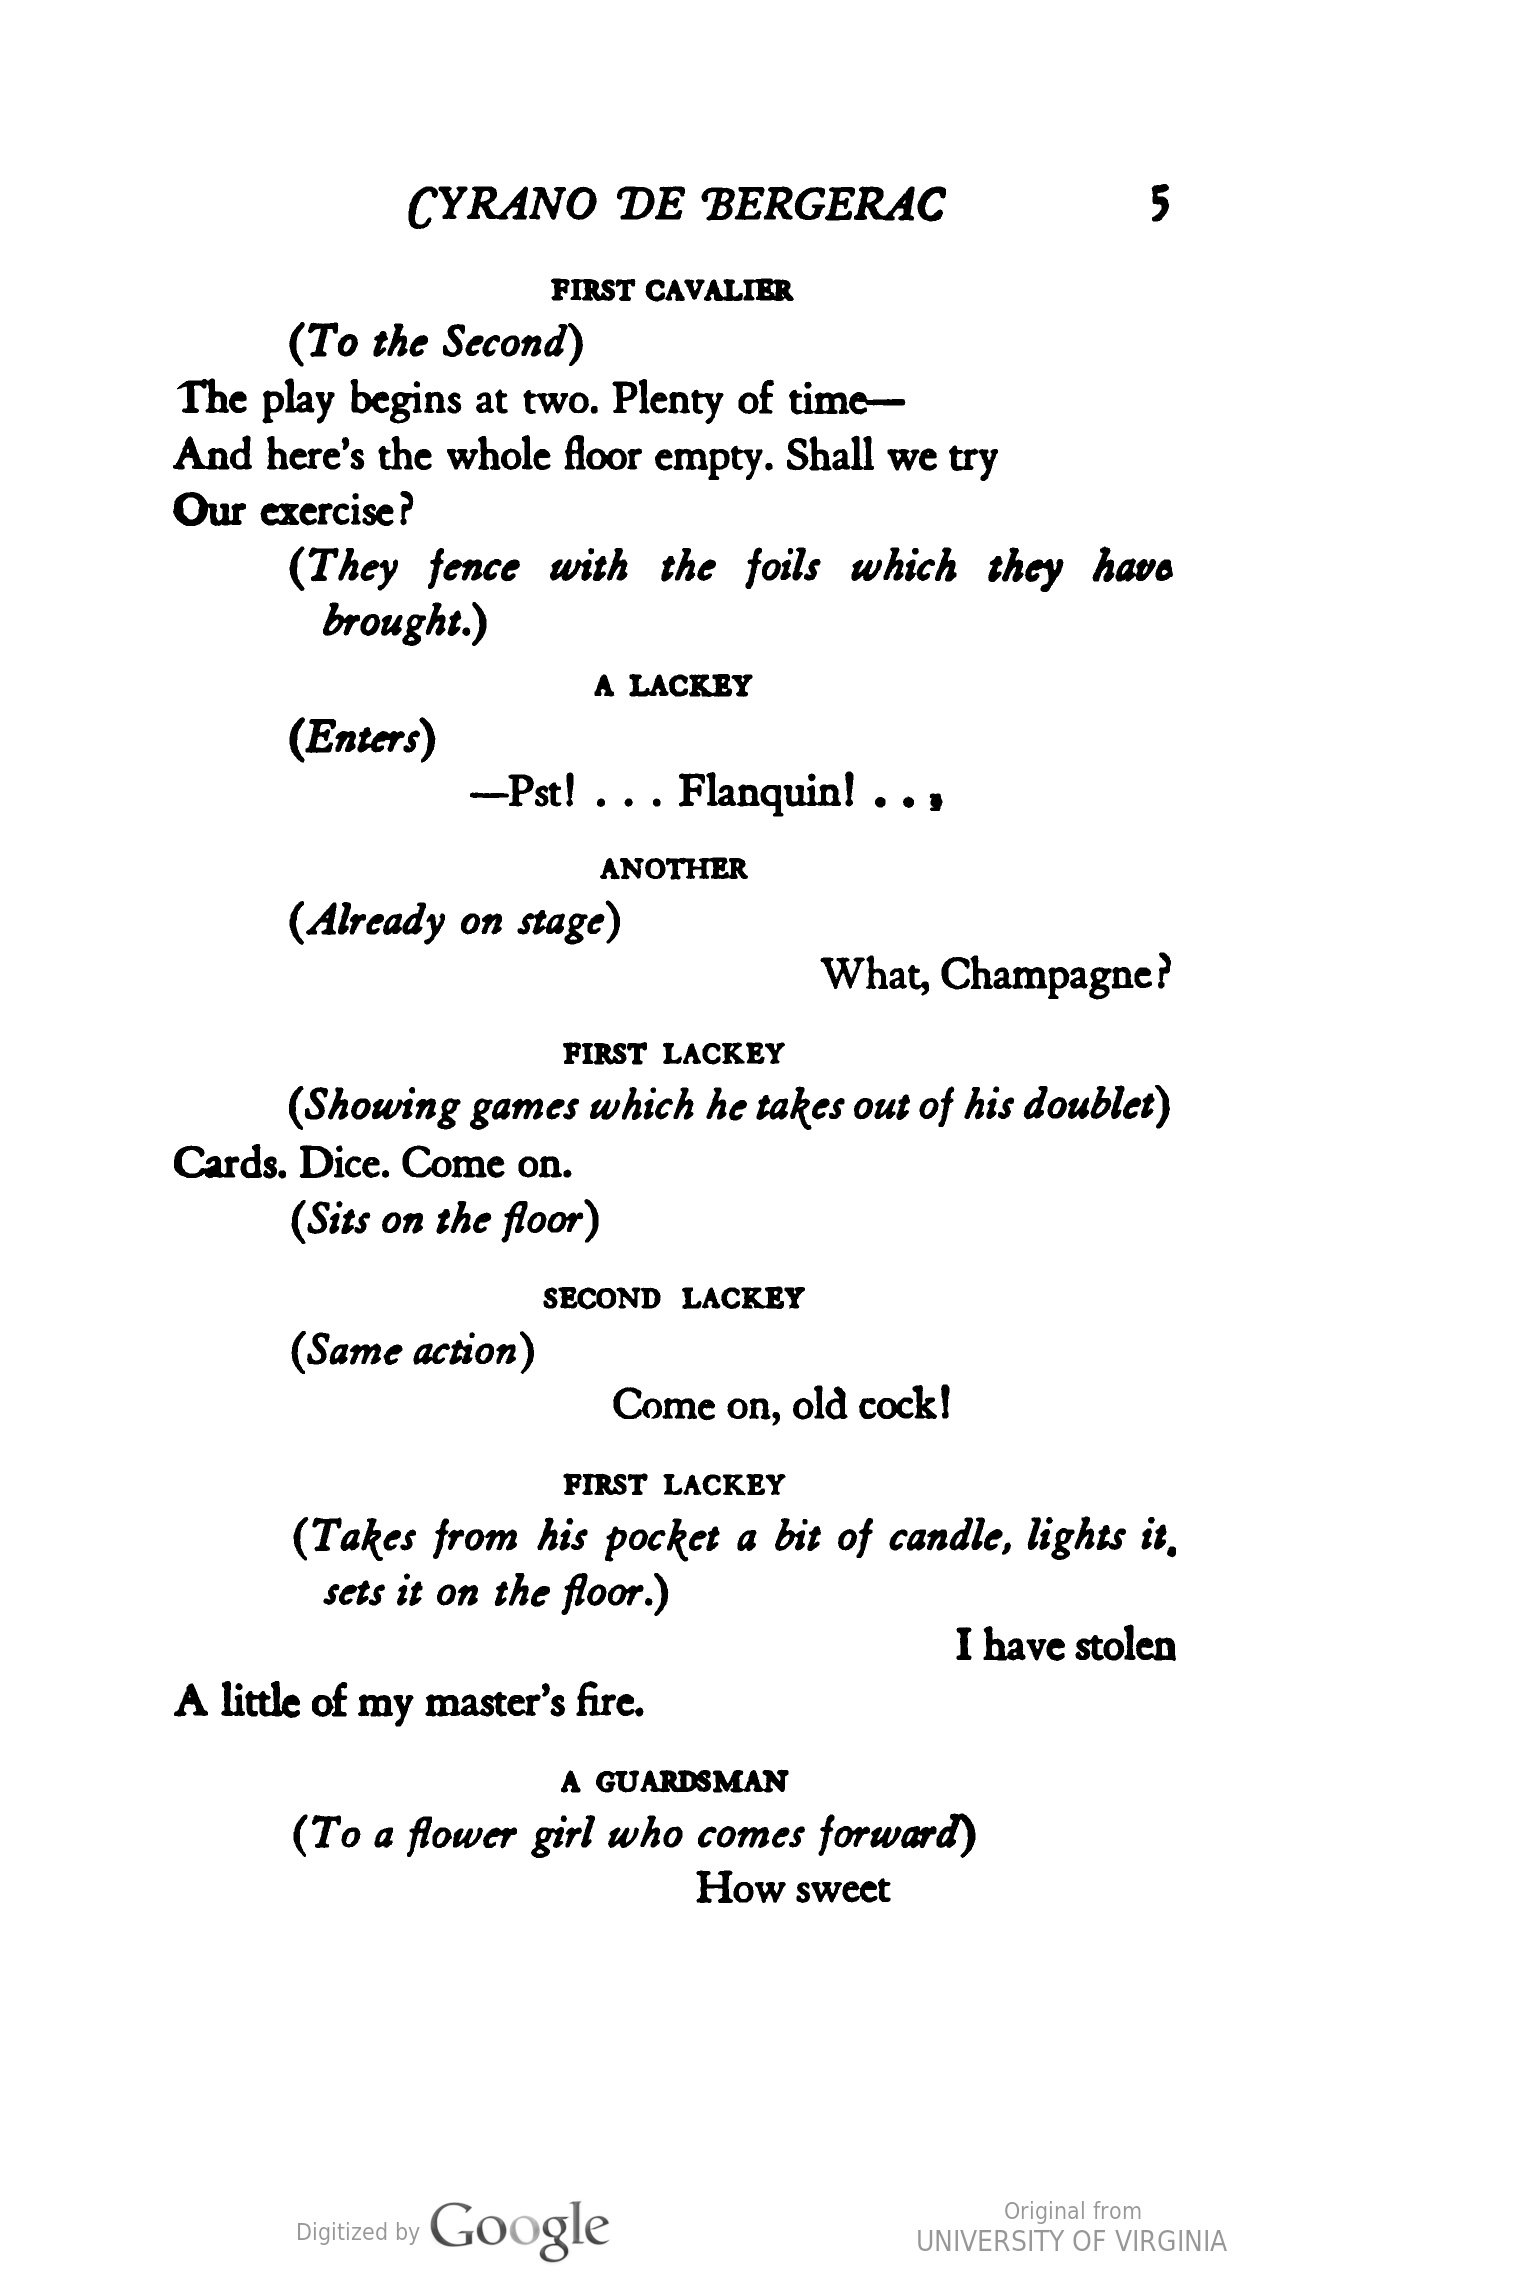 CYRANO DE BERGERAC 5
FIRST CAVALIER
(To the Second)
The play begins at two. Plenty of time—
And here's the whole floor empty. Shall we try
Our exercise?
(They fence with the foils which they have
brought.)
A LACKEY
(Enters)
—Pst! . . . Flanquin! . . ,
ANOTHER
(Already on stage)
What, Champagne?
FIRST LACKEY
(Showing games which he takes out of his doublet)
Cards. Dice. Come on.
(Sits on the floor)
SECOND LACKEY
(Same action)
Come on, old cock!
FIRST LACKEY
(Takes from his pocket a bit of candle, lights it.
sets it on the floor.)
I have stolen
A little of my master's fire.
A GUARDSMAN
(To a flower girl who comes forward)
How sweet
Digitized by Google
Original from
UNIVERSITY OF VIRGINIA